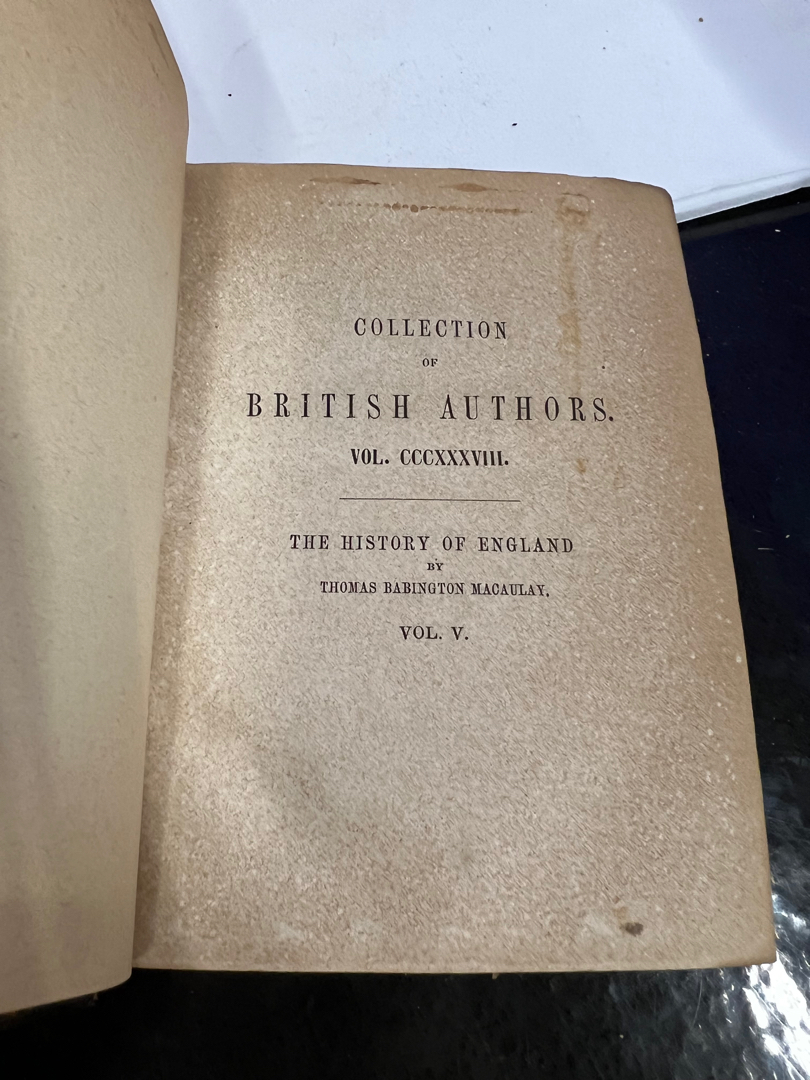 COLLECTION
OF
BRITISH AUTHORS.
VOL. CCCXXXVIII.
THE HISTORY OF ENGLAND
BY
THOMAS BABINGTON MACAULAY.
VOL. V.